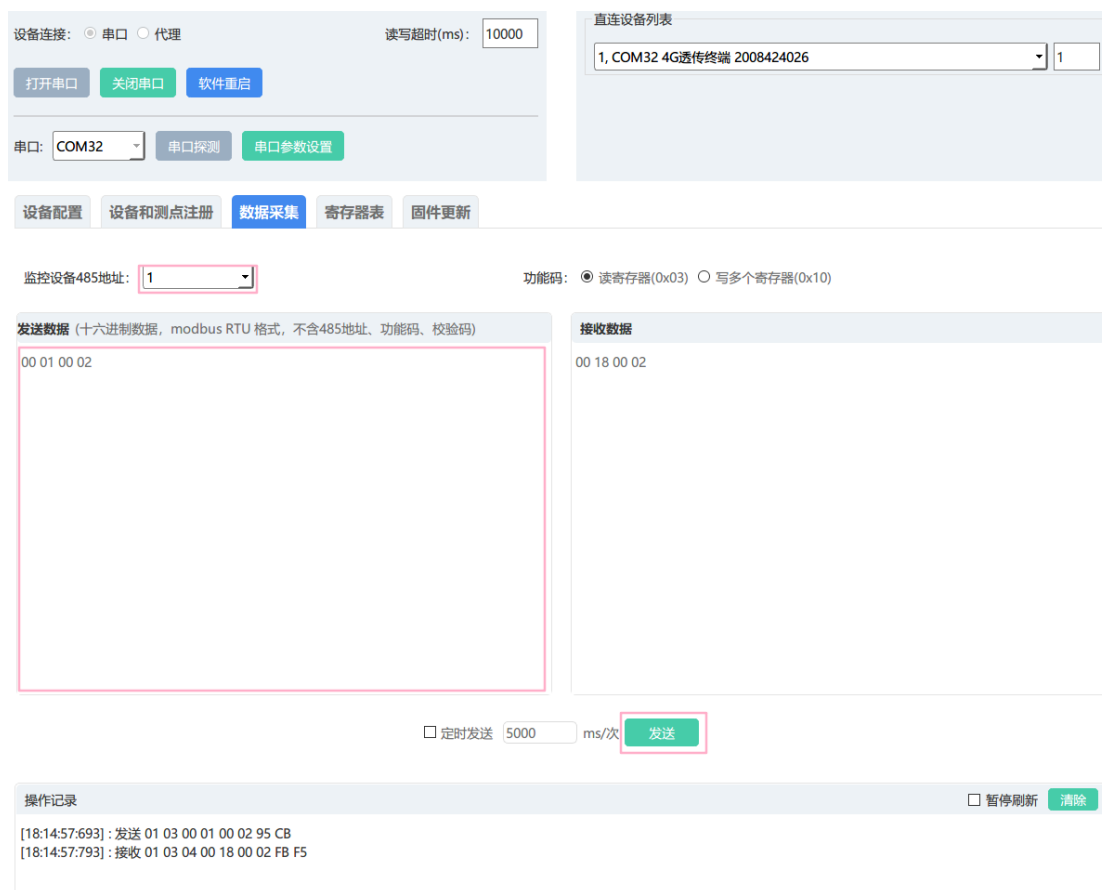 设备连接： 串口 代理 读写超时(ms)： 10000
打开串口 关闭串口 软件重启
串口: COM32 串口探测 串口参数设置
直连设备列表
1, COM32 4G透传终端 2008424026 1
设备配置 设备和测点注册 数据采集 寄存器表 固件更新
监控设备485地址： 1 功能码： 读寄存器(0x03) 写多个寄存器(0x10)
发送数据 (十六进制数据，modbus RTU 格式，不含485地址、功能码、校验码)
00 01 00 02
接收数据
00 18 00 02
定时发送 5000 ms/次 发送
操作记录 暂停刷新 清除
[18:14:57:693] : 发送 01 03 00 01 00 02 95 CB
[18:14:57:793] : 接收 01 03 04 00 18 00 02 FB F5